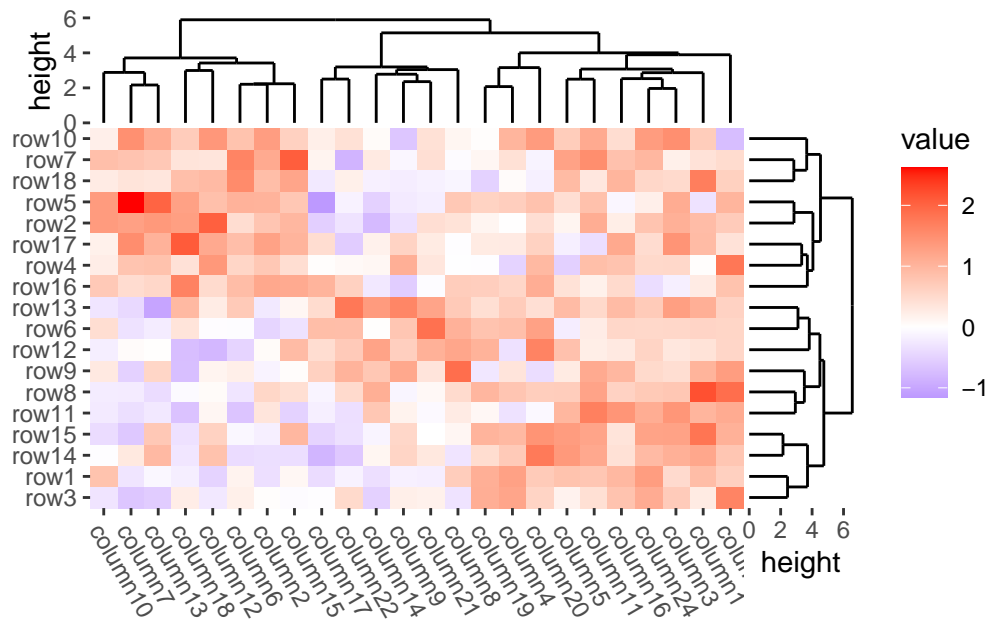 6
4
2
0
height
row10
row7
row18
row5
row2
row17
row4
row16
row13
row6
row12
row9
row8
row11
row15
row14
row1
row3
value
2
1
0
−1
column10
column7
column13
column18
column12
column6
column2
column15
column17
column22
column14
column9
column21
column8
column19
column4
column20
column5
column11
column16
column24
column3
column1
0 2 4 6
height